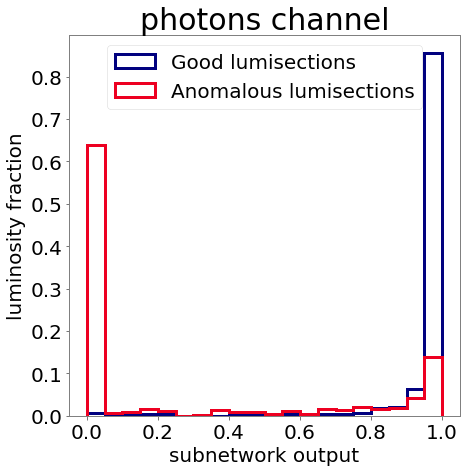 photons channel
Good lumisections
Anomalous lumisections
luminosity fraction
0.8
0.7
0.6
0.5
0.4
0.3
0.2
0.1
0.0
0.0 0.2 0.4 0.6 0.8 1.0
subnetwork output